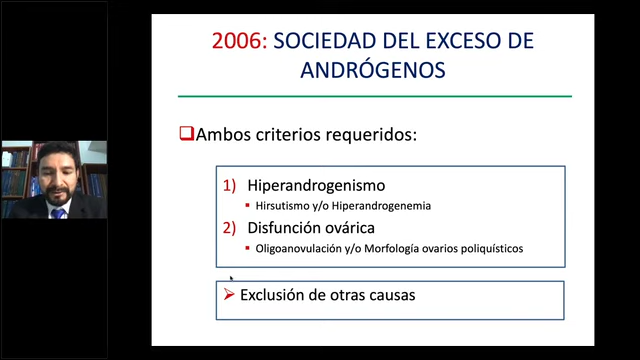 2006: SOCIEDAD DEL EXCESO DE
ANDRÓGENOS
Ambos criterios requeridos:
1) Hiperandrogenismo
Hirsutismo y/o Hiperandrogenemia
2) Disfunción ovárica
Oligoanovulación y/o Morfología ovarios poliquísticos
Exclusión de otras causas